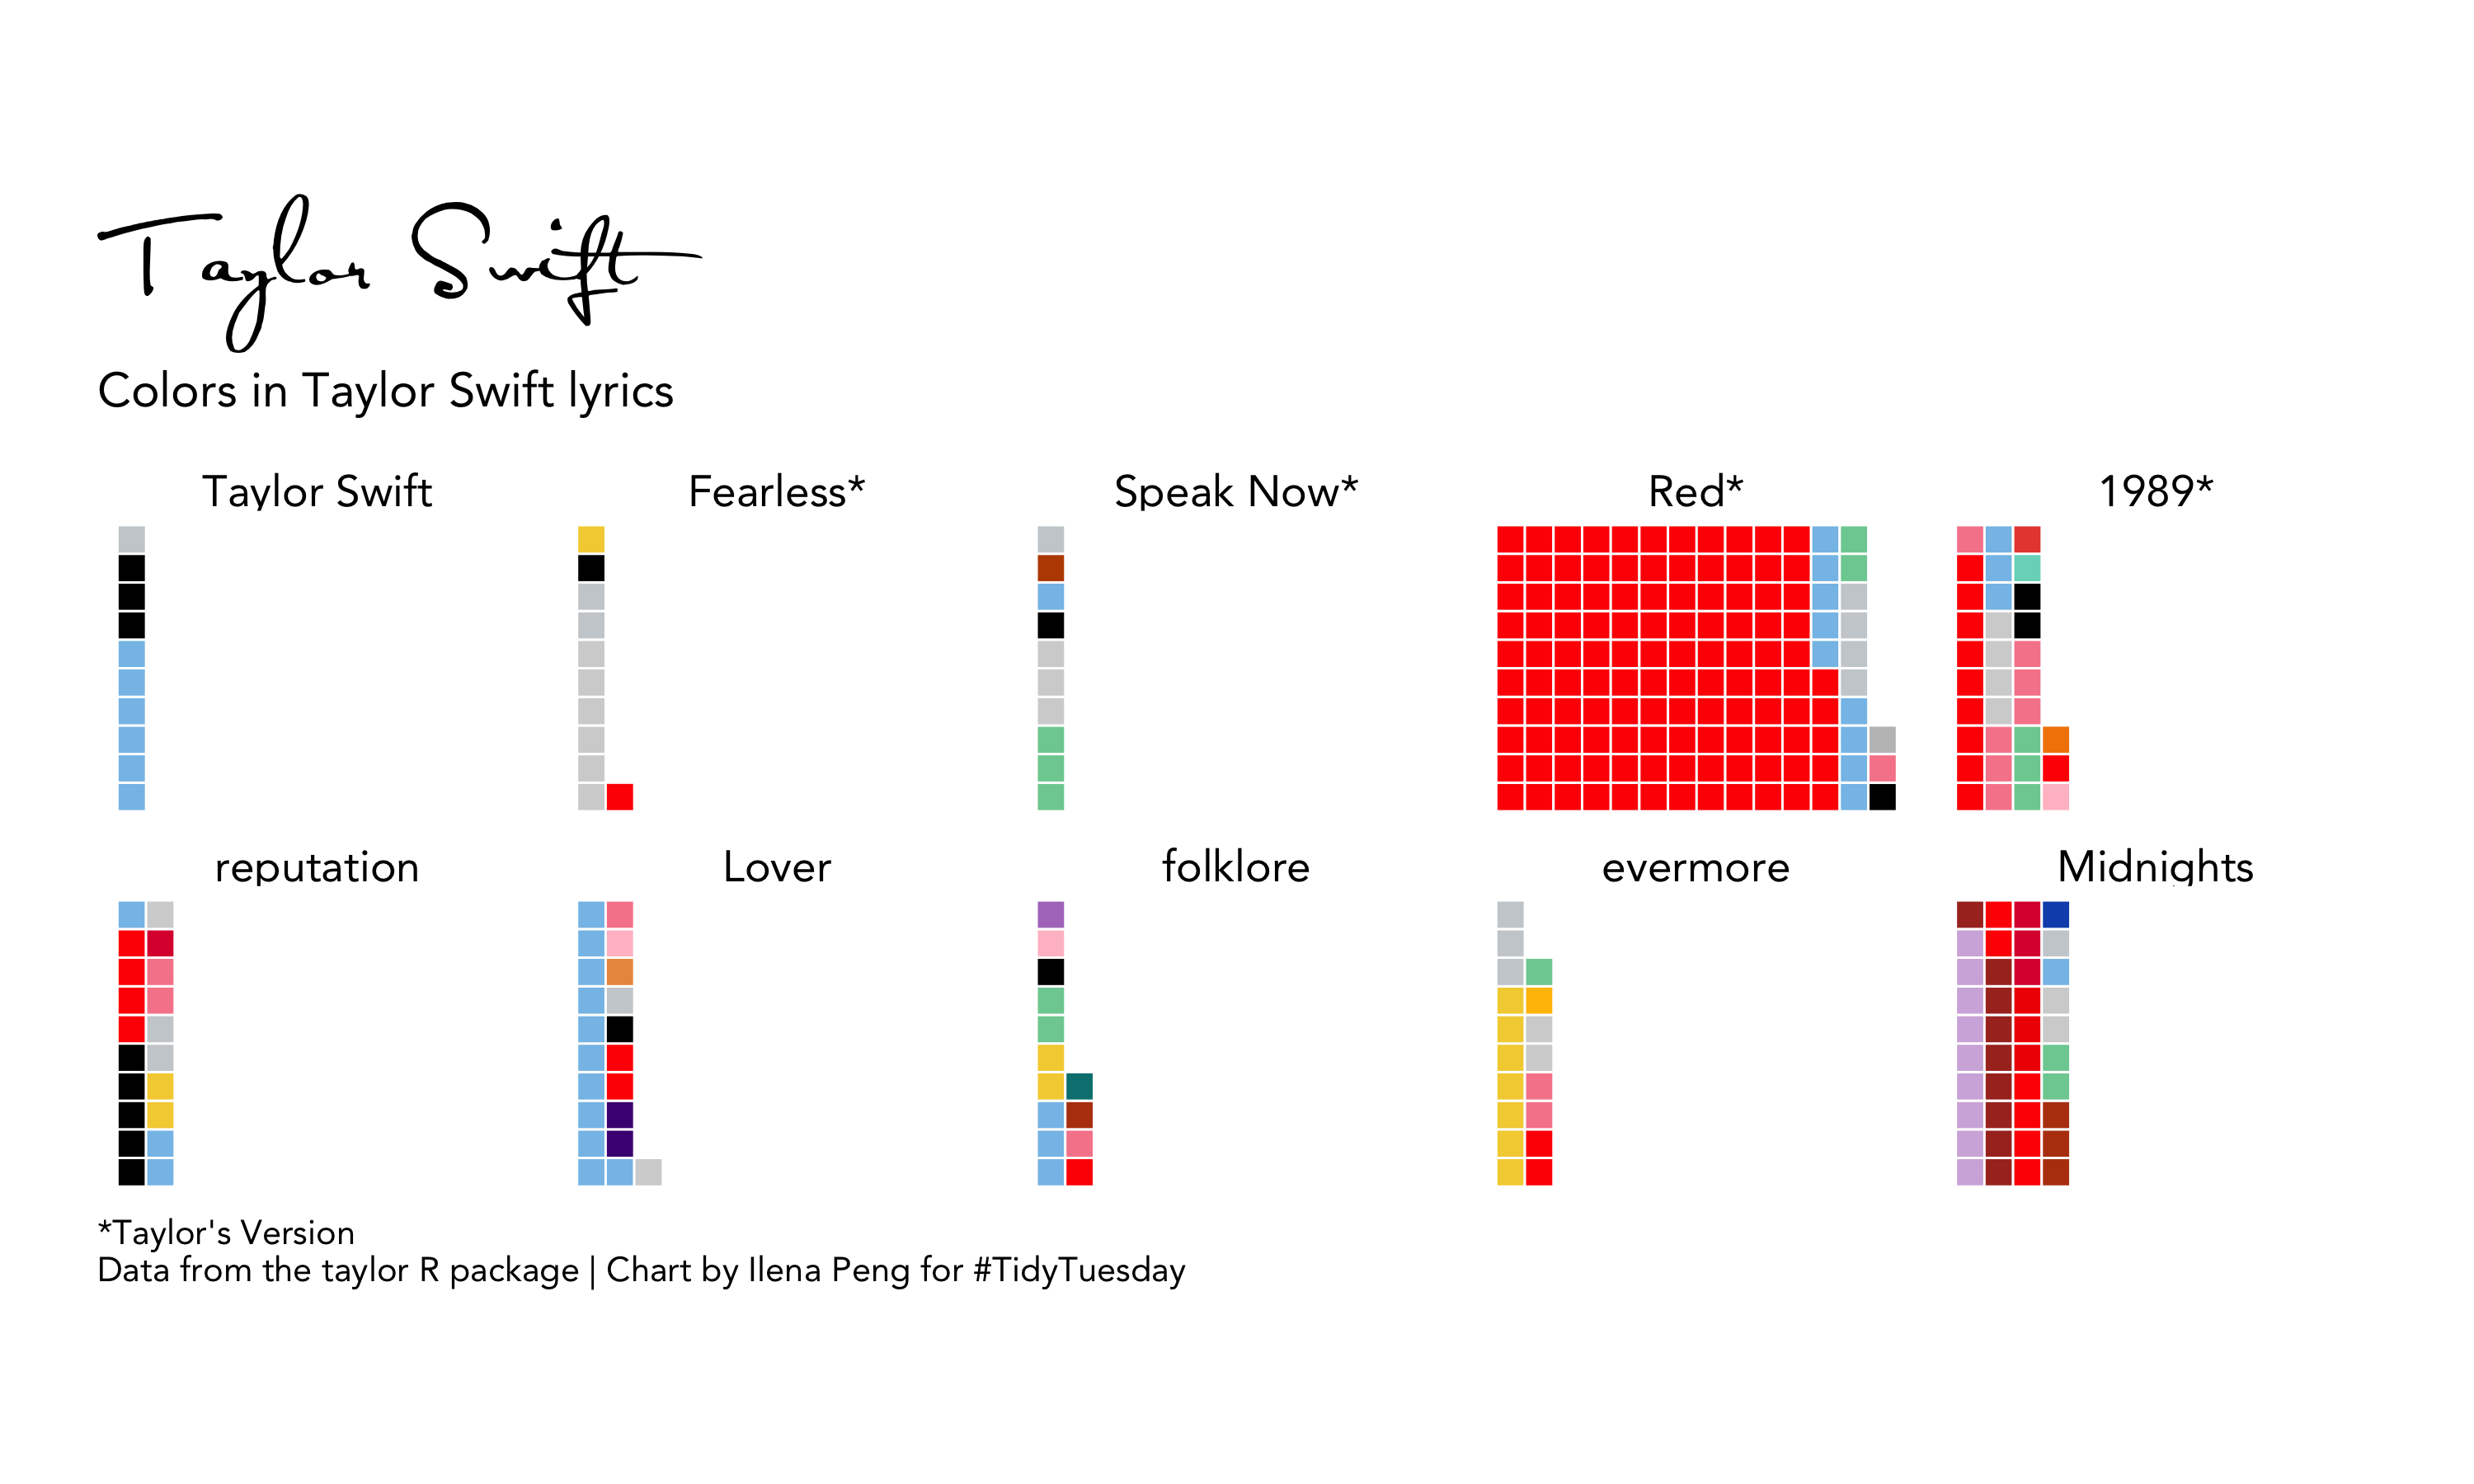 Taylor Swift
Colors in Taylor Swift lyrics
Taylor Swift
Fearless*
Speak Now*
Red*
1989*
reputation
Lover
folklore
evermore
Midnights
*Taylor's Version
Data from the taylor R package | Chart by Ilena Peng for #TidyTuesday